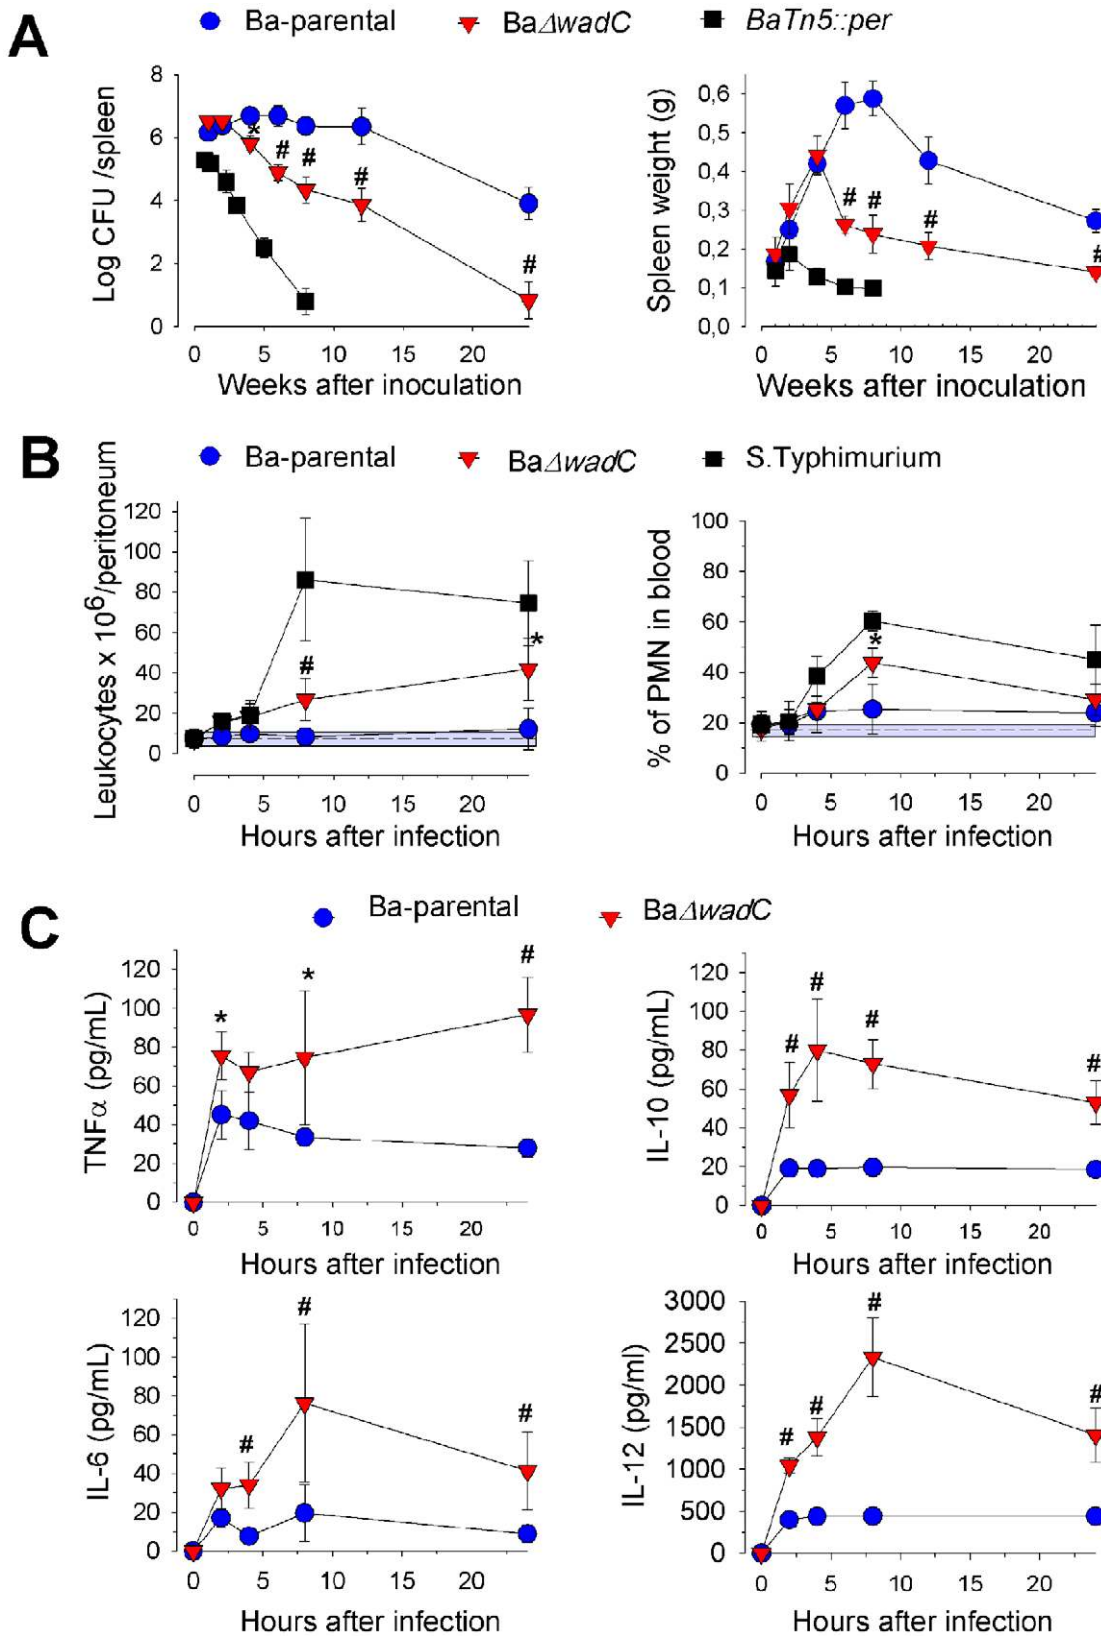 A
Ba-parental BaΔwadC BaTn5::per
Log CFU /spleen
8
6
4
2
0
* # # # #
0 5 10 15 20
Weeks after inoculation
Spleen weight (g)
0,6
0,5
0,4
0,3
0,2
0,1
0,0
# # # #
0 5 10 15 20
Weeks after inoculation
B
Ba-parental BaΔwadC S.Typhimurium
Leukocytes x 10⁶/peritoneum
120
100
80
60
40
20
0
# *
0 5 10 15 20
Hours after infection
% of PMN in blood
100
80
60
40
20
0
*
0 5 10 15 20
Hours after infection
C
Ba-parental BaΔwadC
TNFα (pg/mL)
120
100
80
60
40
20
0
* * #
0 5 10 15 20
Hours after infection
IL-10 (pg/mL)
120
100
80
60
40
20
0
# # # #
0 5 10 15 20
Hours after infection
IL-6 (pg/mL)
120
100
80
60
40
20
0
# # #
0 5 10 15 20
Hours after infection
IL-12 (pg/ml)
3000
2500
2000
1500
1000
500
0
# # # #
0 5 10 15 20
Hours after infection